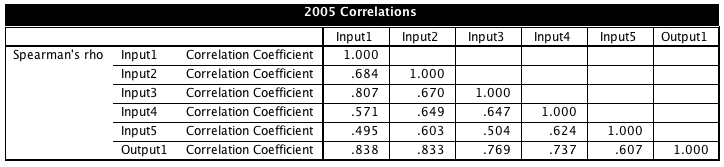 2005 Correlations
Input1 Input2 Input3 Input4 Input5 Output1
Spearman's rho Input1 Correlation Coefficient 1.000
Input2 Correlation Coefficient .684 1.000
Input3 Correlation Coefficient .807 .670 1.000
Input4 Correlation Coefficient .571 .649 .647 1.000
Input5 Correlation Coefficient .495 .603 .504 .624 1.000
Output1 Correlation Coefficient .838 .833 .769 .737 .607 1.000